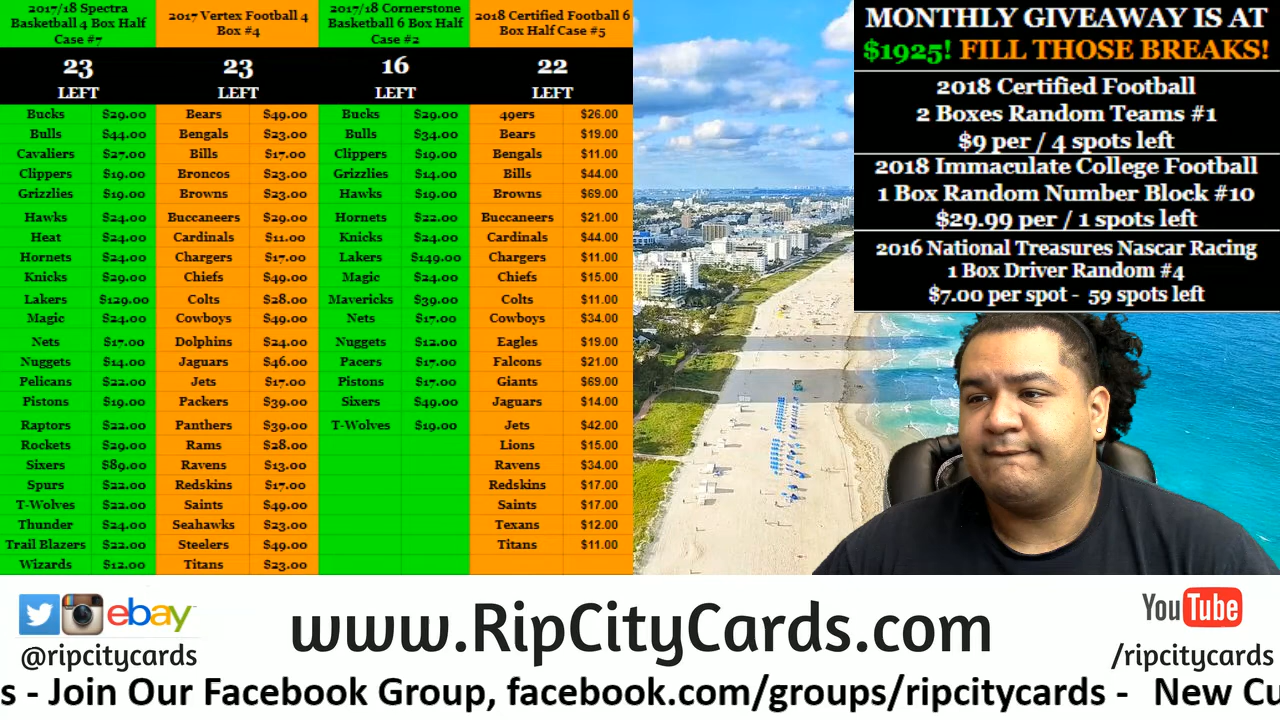 2017/18 Spectra
Basketball 4 Box Half
Case #7
23
LEFT
Bucks $29.00
Bulls $44.00
Cavaliers $27.00
Clippers $19.00
Grizzlies $19.00
Hawks $24.00
Heat $24.00
Hornets $24.00
Knicks $29.00
Lakers $129.00
Magic $24.00
Nets $17.00
Nuggets $14.00
Pelicans $22.00
Pistons $19.00
Raptors $22.00
Rockets $29.00
Sixers $89.00
Spurs $22.00
T-Wolves $22.00
Thunder $24.00
Trail Blazers $22.00
Wizards $12.00
2017 Vertex Football 4
Box #4
23
LEFT
Bears $49.00
Bengals $23.00
Bills $17.00
Broncos $23.00
Browns $23.00
Buccaneers $29.00
Cardinals $11.00
Chargers $17.00
Chiefs $49.00
Colts $28.00
Cowboys $49.00
Dolphins $24.00
Jaguars $46.00
Jets $17.00
Packers $39.00
Panthers $39.00
Rams $28.00
Ravens $13.00
Redskins $17.00
Saints $49.00
Seahawks $23.00
Steelers $49.00
Titans $23.00
2017/18 Cornerstone
Basketball 6 Box Half
Case #2
16
LEFT
Bucks $29.00
Bulls $34.00
Clippers $19.00
Grizzlies $14.00
Hawks $19.00
Hornets $22.00
Knicks $24.00
Lakers $149.00
Magic $24.00
Mavericks $39.00
Nets $17.00
Nuggets $12.00
Pacers $17.00
Pistons $17.00
Sixers $49.00
T-Wolves $19.00
2018 Certified Football 6
Box Half Case #5
22
LEFT
49ers $26.00
Bears $19.00
Bengals $11.00
Bills $44.00
Browns $69.00
Buccaneers $21.00
Cardinals $44.00
Chargers $11.00
Chiefs $15.00
Colts $11.00
Cowboys $34.00
Eagles $19.00
Falcons $21.00
Giants $69.00
Jaguars $14.00
Jets $42.00
Lions $15.00
Ravens $34.00
Redskins $17.00
Saints $17.00
Texans $12.00
Titans $11.00
MONTHLY GIVEAWAY IS AT
$1925! FILL THOSE BREAKS!
2018 Certified Football
2 Boxes Random Teams #1
$9 per / 4 spots left
2018 Immaculate College Football
1 Box Random Number Block #10
$29.99 per / 1 spots left
2016 National Treasures Nascar Racing
1 Box Driver Random #4
$7.00 per spot - 59 spots left
ebay
@ripcitycards
www.RipCityCards.com
YouTube
/ripcitycards
s - Join Our Facebook Group, facebook.com/groups/ripcitycards - New Cu